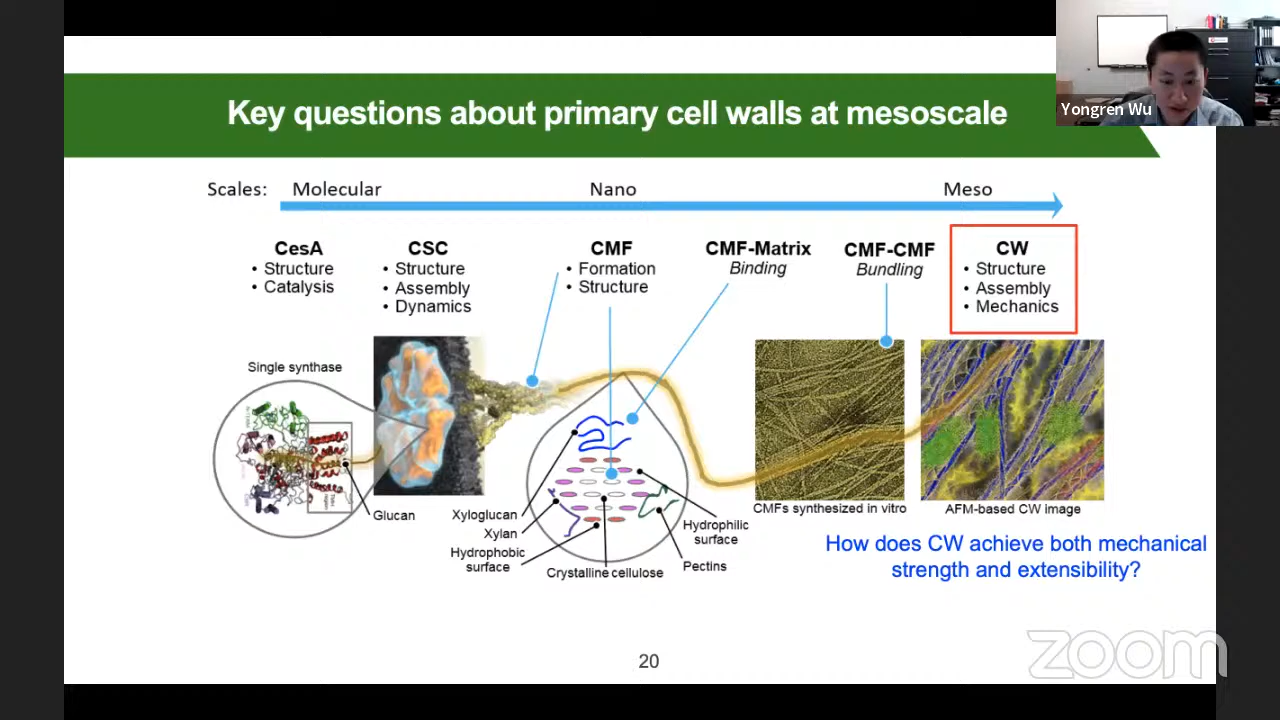 Yongren Wu
Key questions about primary cell walls at mesoscale
Scales: Molecular Nano Meso
CesA
• Structure
• Catalysis
CSC
• Structure
• Assembly
• Dynamics
CMF
• Formation
• Structure
CMF-Matrix
Binding
CMF-CMF
Bundling
CW
• Structure
• Assembly
• Mechanics
Single synthase
Glucan
Xyloglucan
Xylan
Hydrophobic
surface
Crystalline cellulose
Hydrophilic
surface
Pectins
CMFs synthesized in vitro
AFM-based CW image
How does CW achieve both mechanical
strength and extensibility?
20
zoom